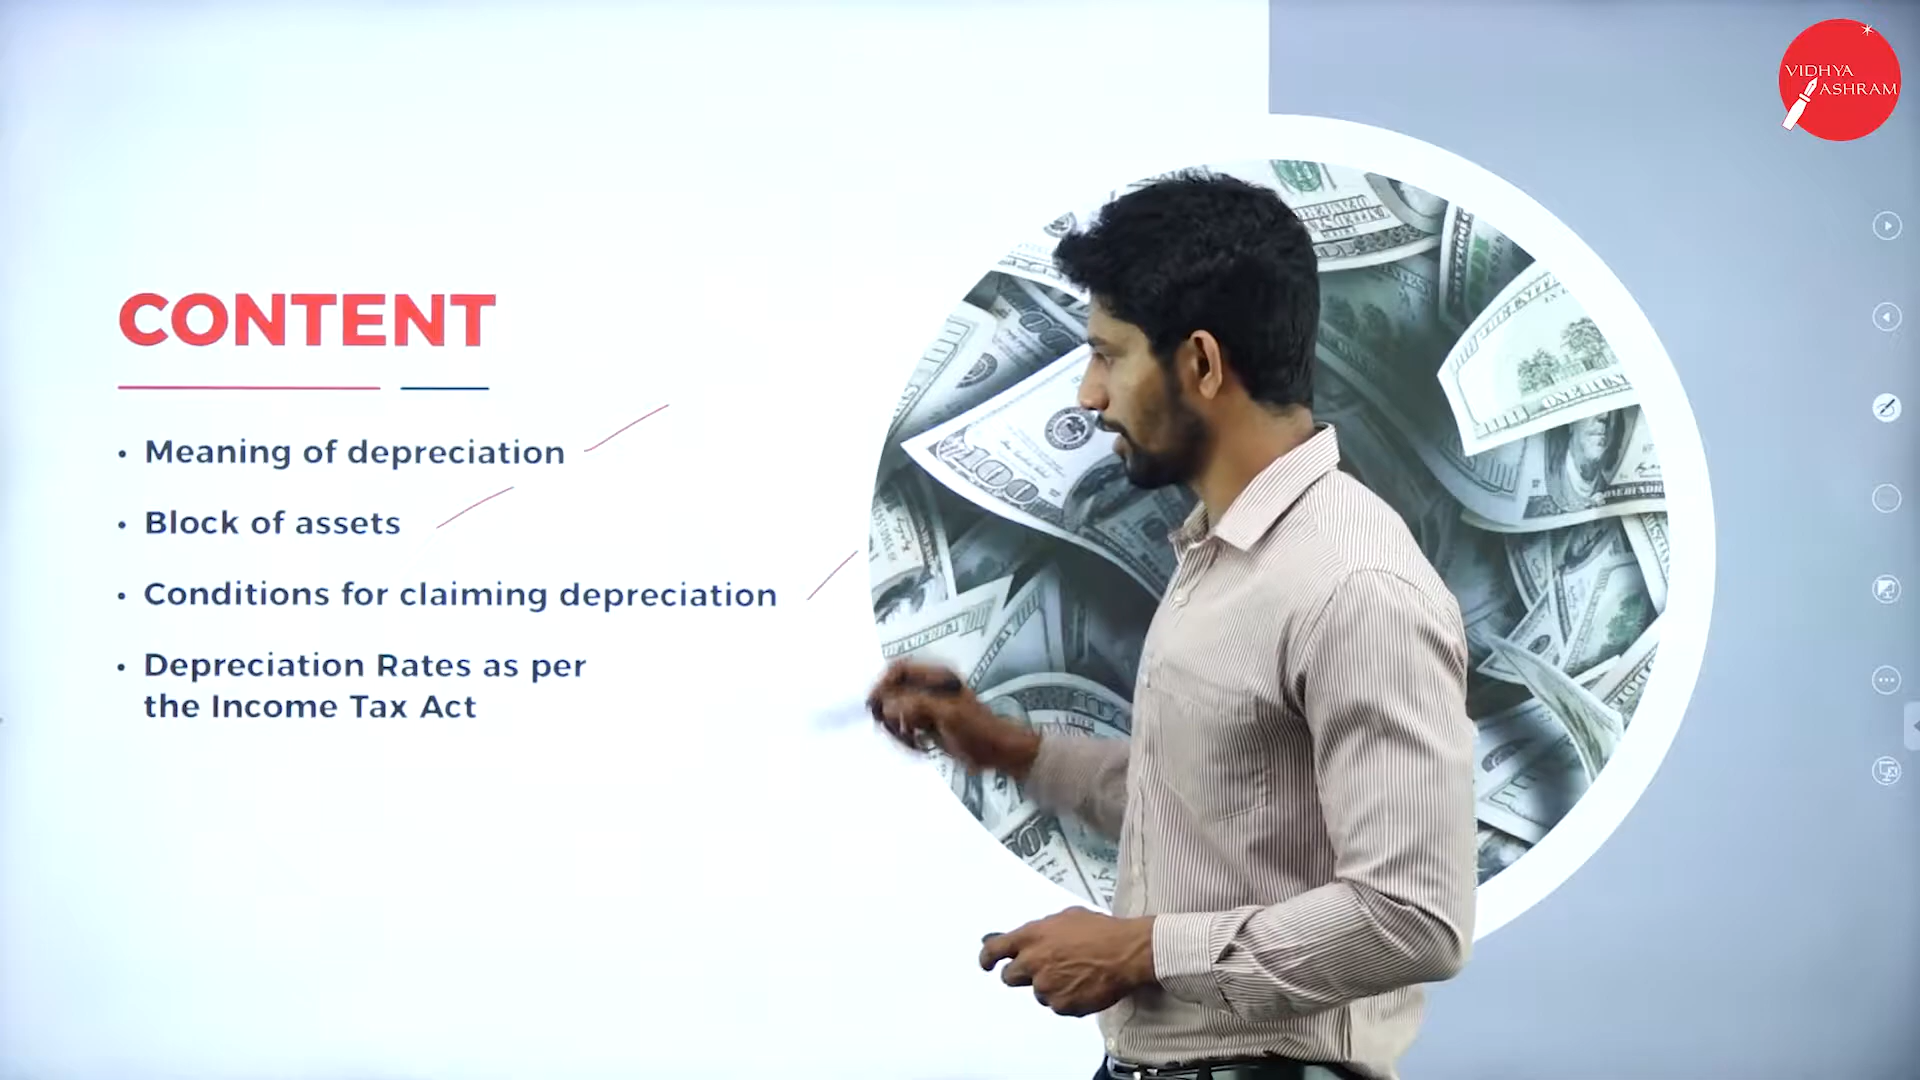 VIDHYA
ASHRAM
CONTENT
• Meaning of depreciation
• Block of assets
• Conditions for claiming depreciation
• Depreciation Rates as per
the Income Tax Act
100